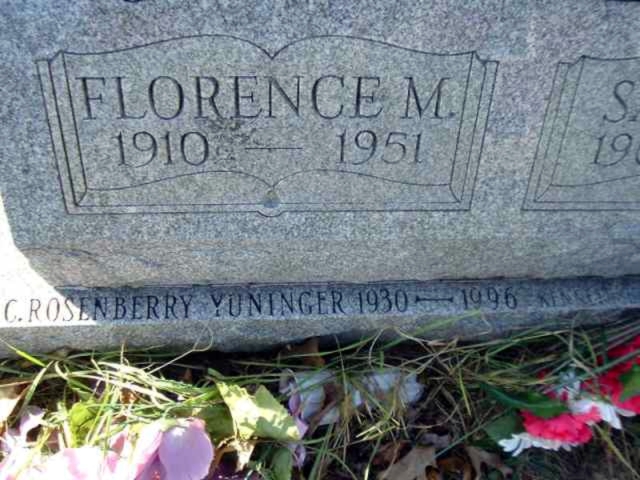 FLORENCE M.
1910 — 1951
C. ROSENBERRY YUNINGER 1930 — 1996